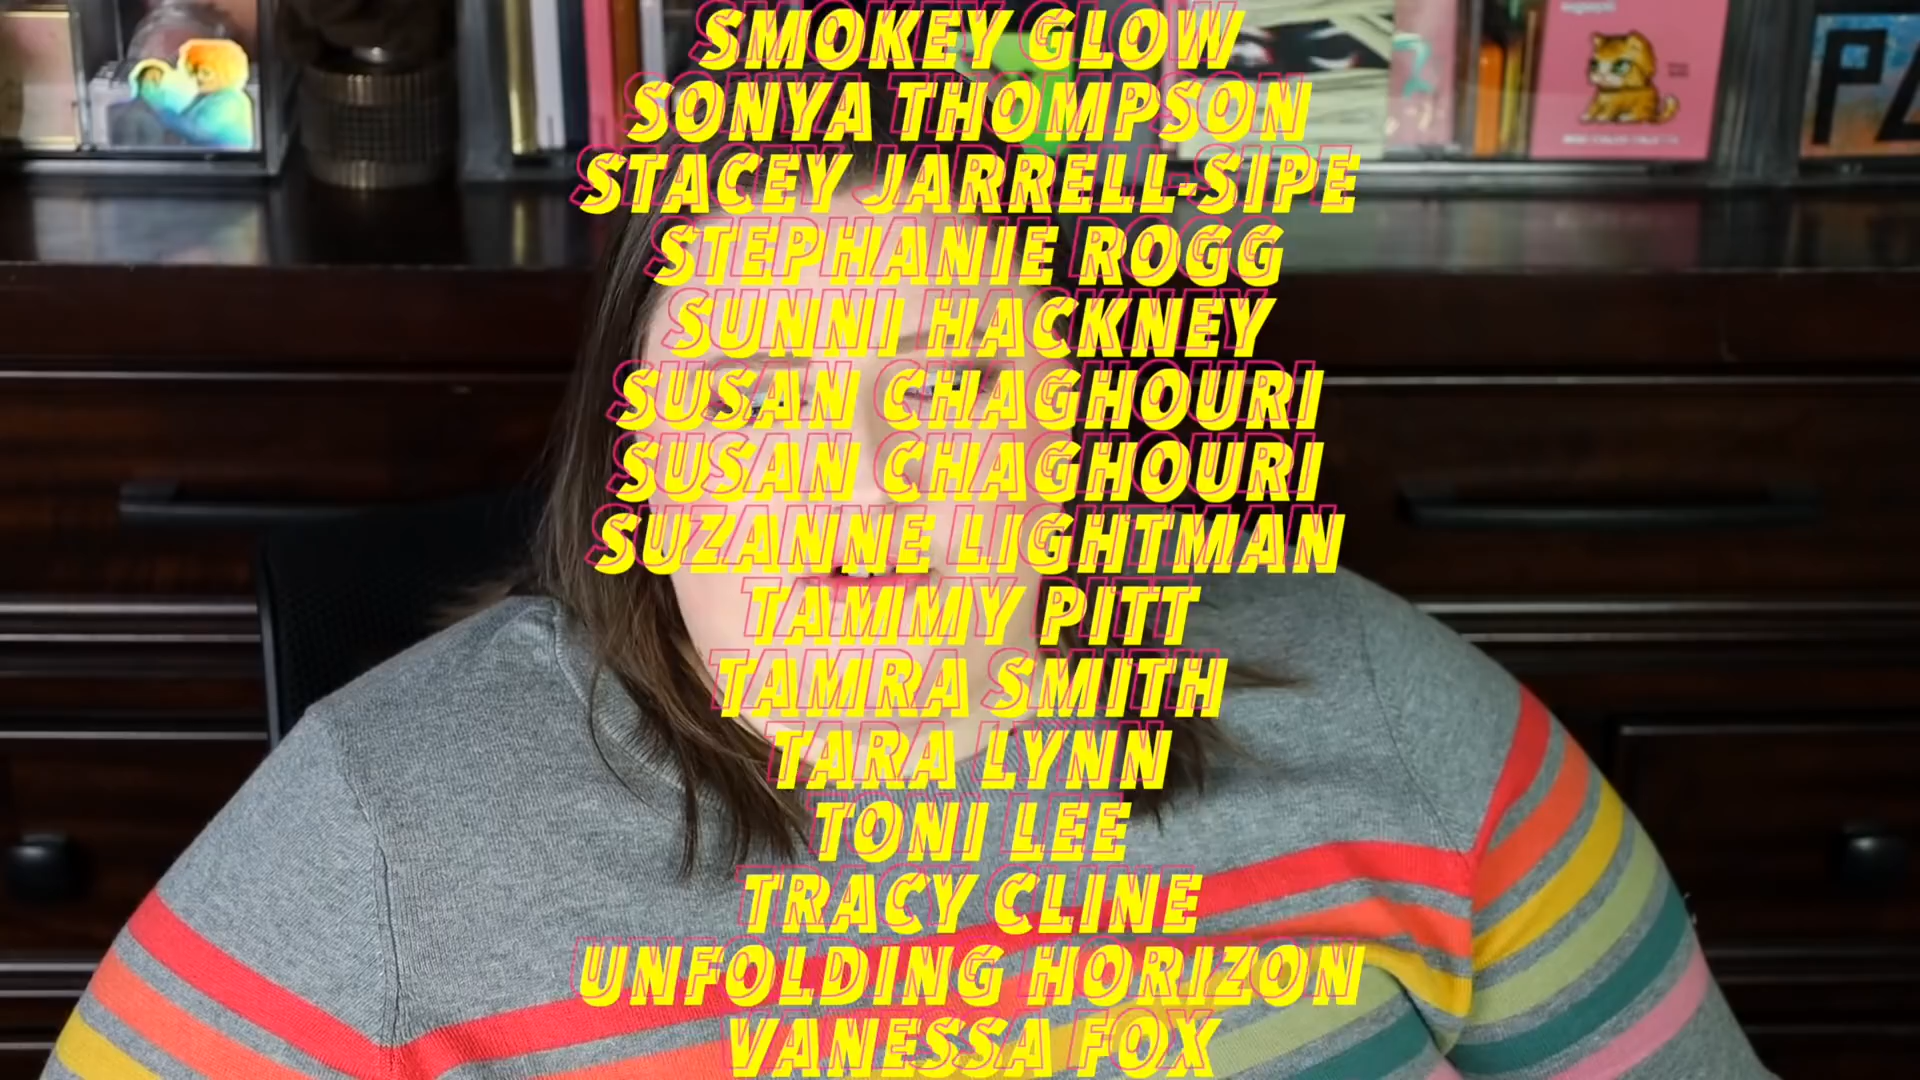 SMOKEY GLOW
SONYA THOMPSON
STACEY JARRELL-SIPE
STEPHANIE ROGG
SUNNI HACKNEY
SUSAN CHAGHOURI
SUSAN CHAGHOURI
SUZANNE LIGHTMAN
TAMMY PITT
TAMRA SMITH
TARA LYNN
TONI LEE
TRACY CLINE
UNFOLDING HORIZON
VANESSA FOX